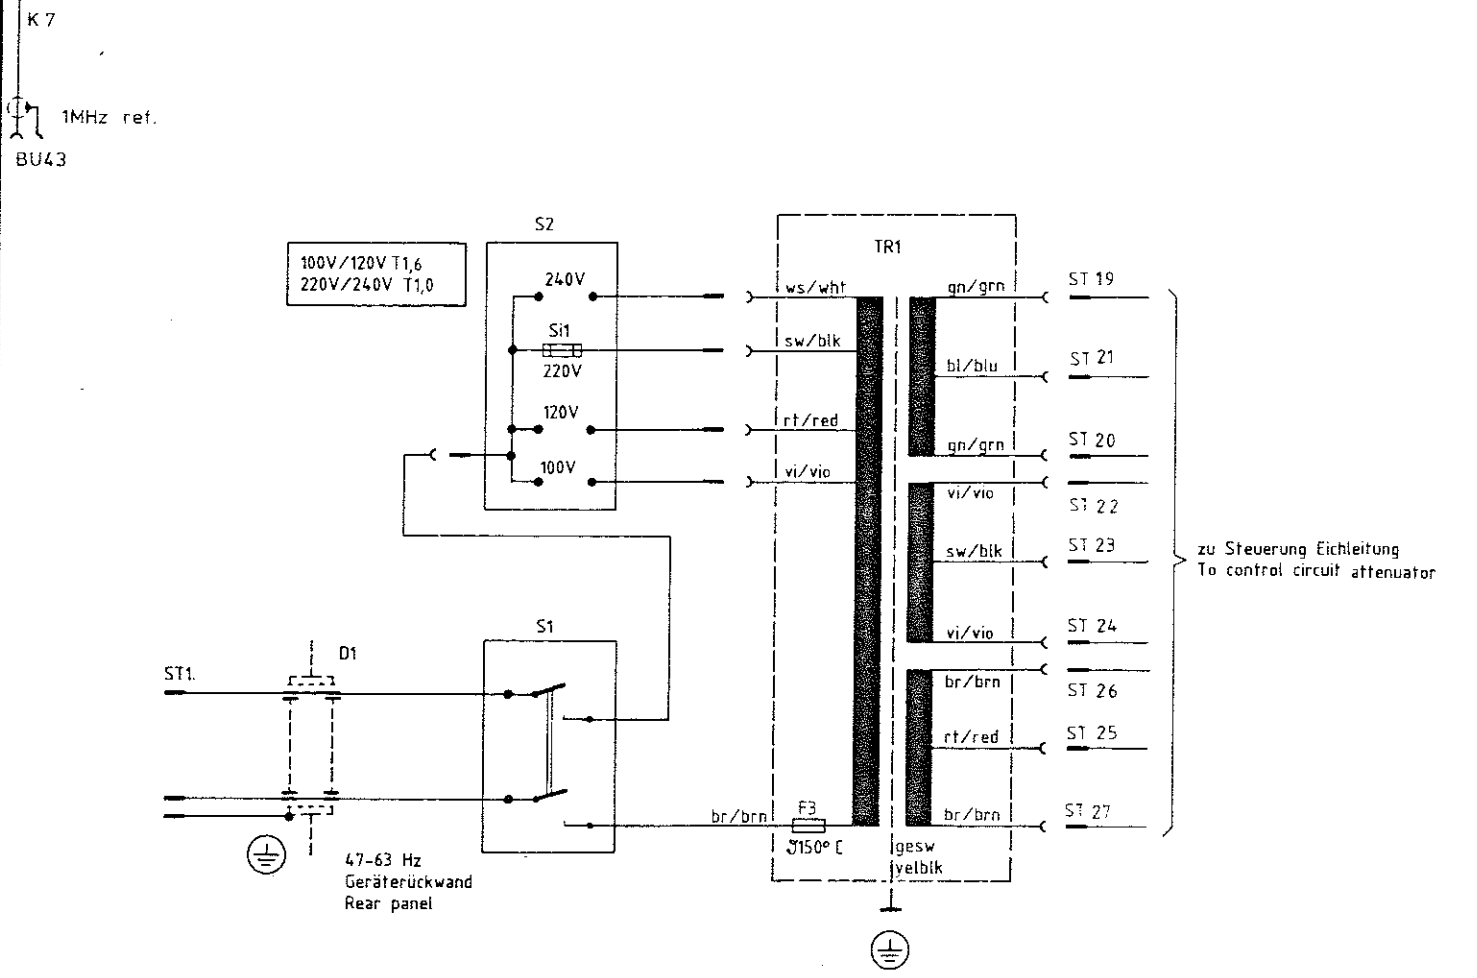 K 7
1MHz ref.
BU43
S2
100V/120V T1,6
220V/240V T1,0
240V
Si1
220V
120V
100V
TR1
ws/wht
sw/blk
rt/red
vi/vio
gn/grn
bl/blu
gn/grn
vi/vio
sw/blk
vi/vio
br/brn
rt/red
br/brn
ST 19
ST 21
ST 20
ST 22
ST 23
ST 24
ST 26
ST 25
ST 27
zu Steuerung Eichleitung
To control circuit attenuator
S1
D1
ST1.
br/brn
F3
ϑ150° C
gesw
yelblk
47-63 Hz
Geräterückwand
Rear panel